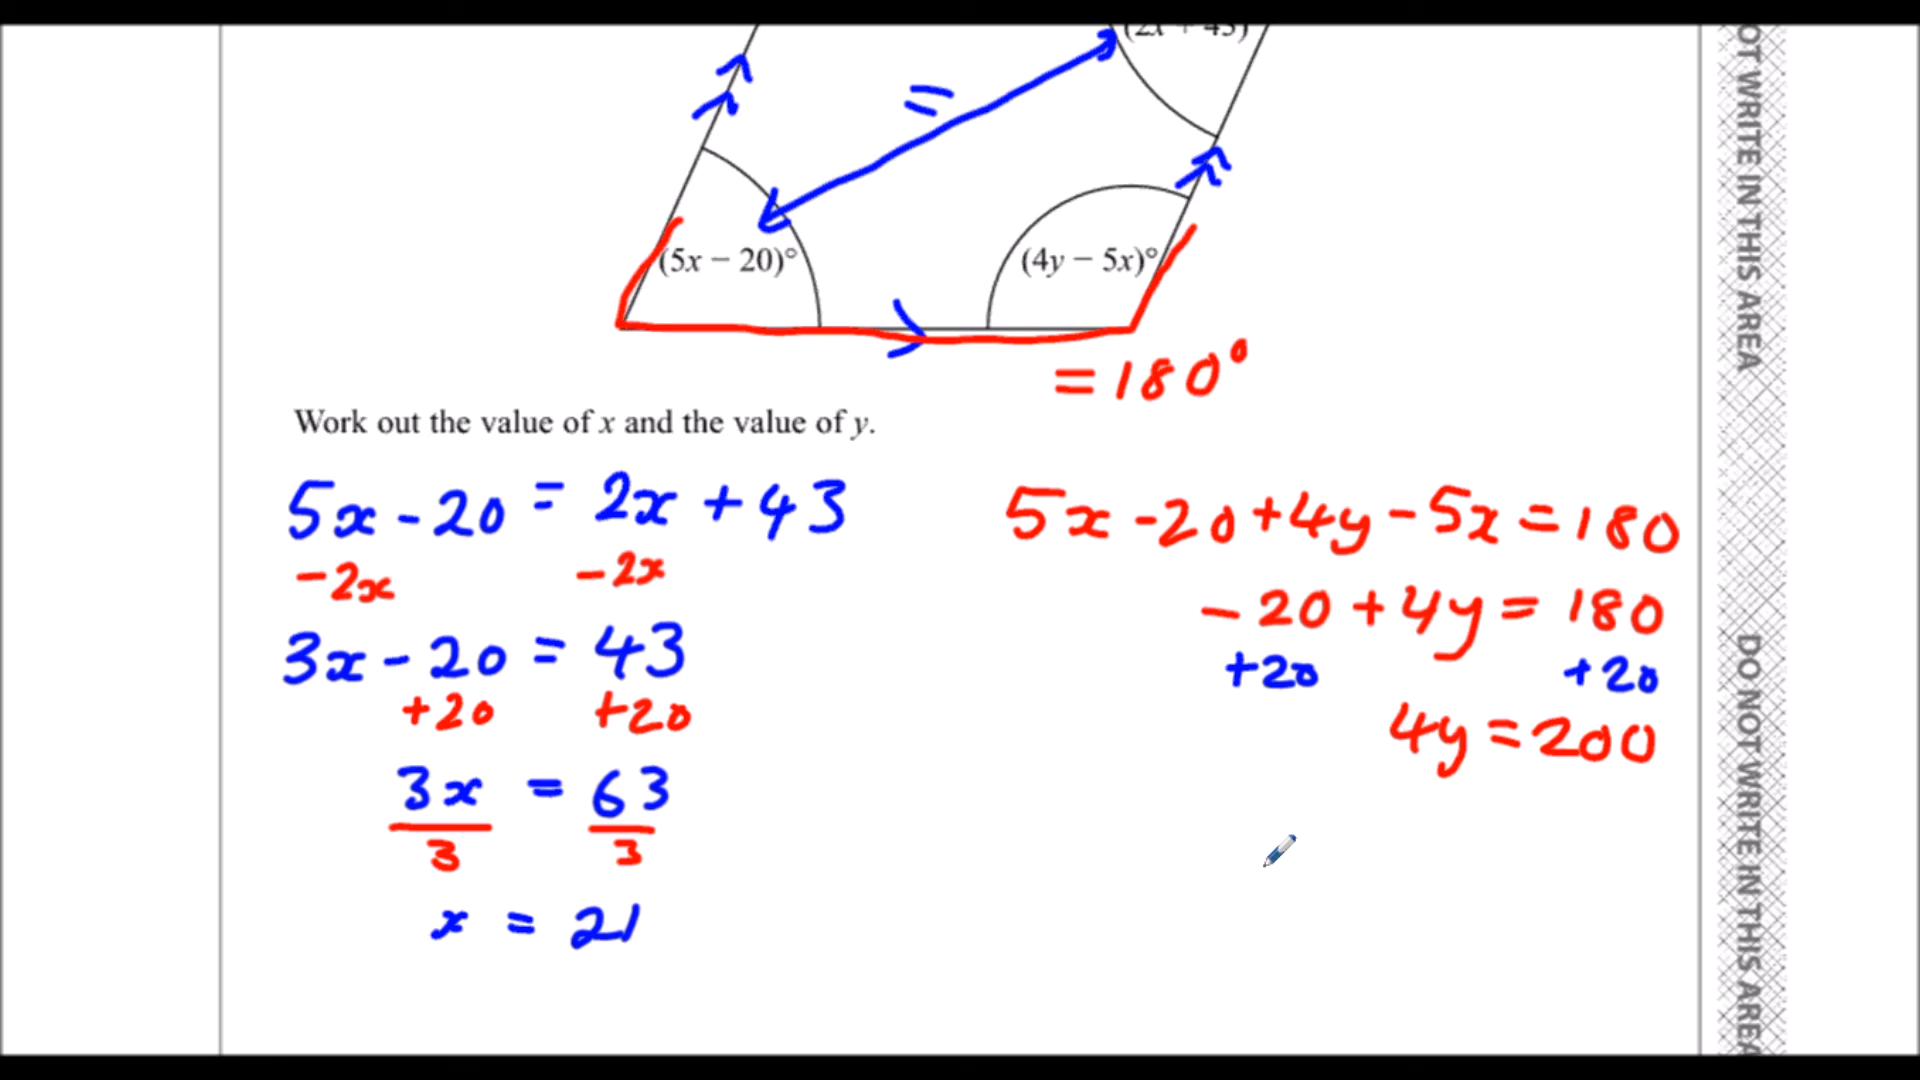 (2x + 43)
(5x − 20)°
(4y − 5x)°
= 180°
Work out the value of x and the value of y.
5x - 20 = 2x + 43
-2x -2x
3x - 20 = 43
+20 +20
3x = 63
3 3
x = 21
5x - 20 + 4y - 5x = 180
- 20 + 4y = 180
+20 +20
4y = 200
OT WRITE IN THIS AREA
DO NOT WRITE IN THIS AREA